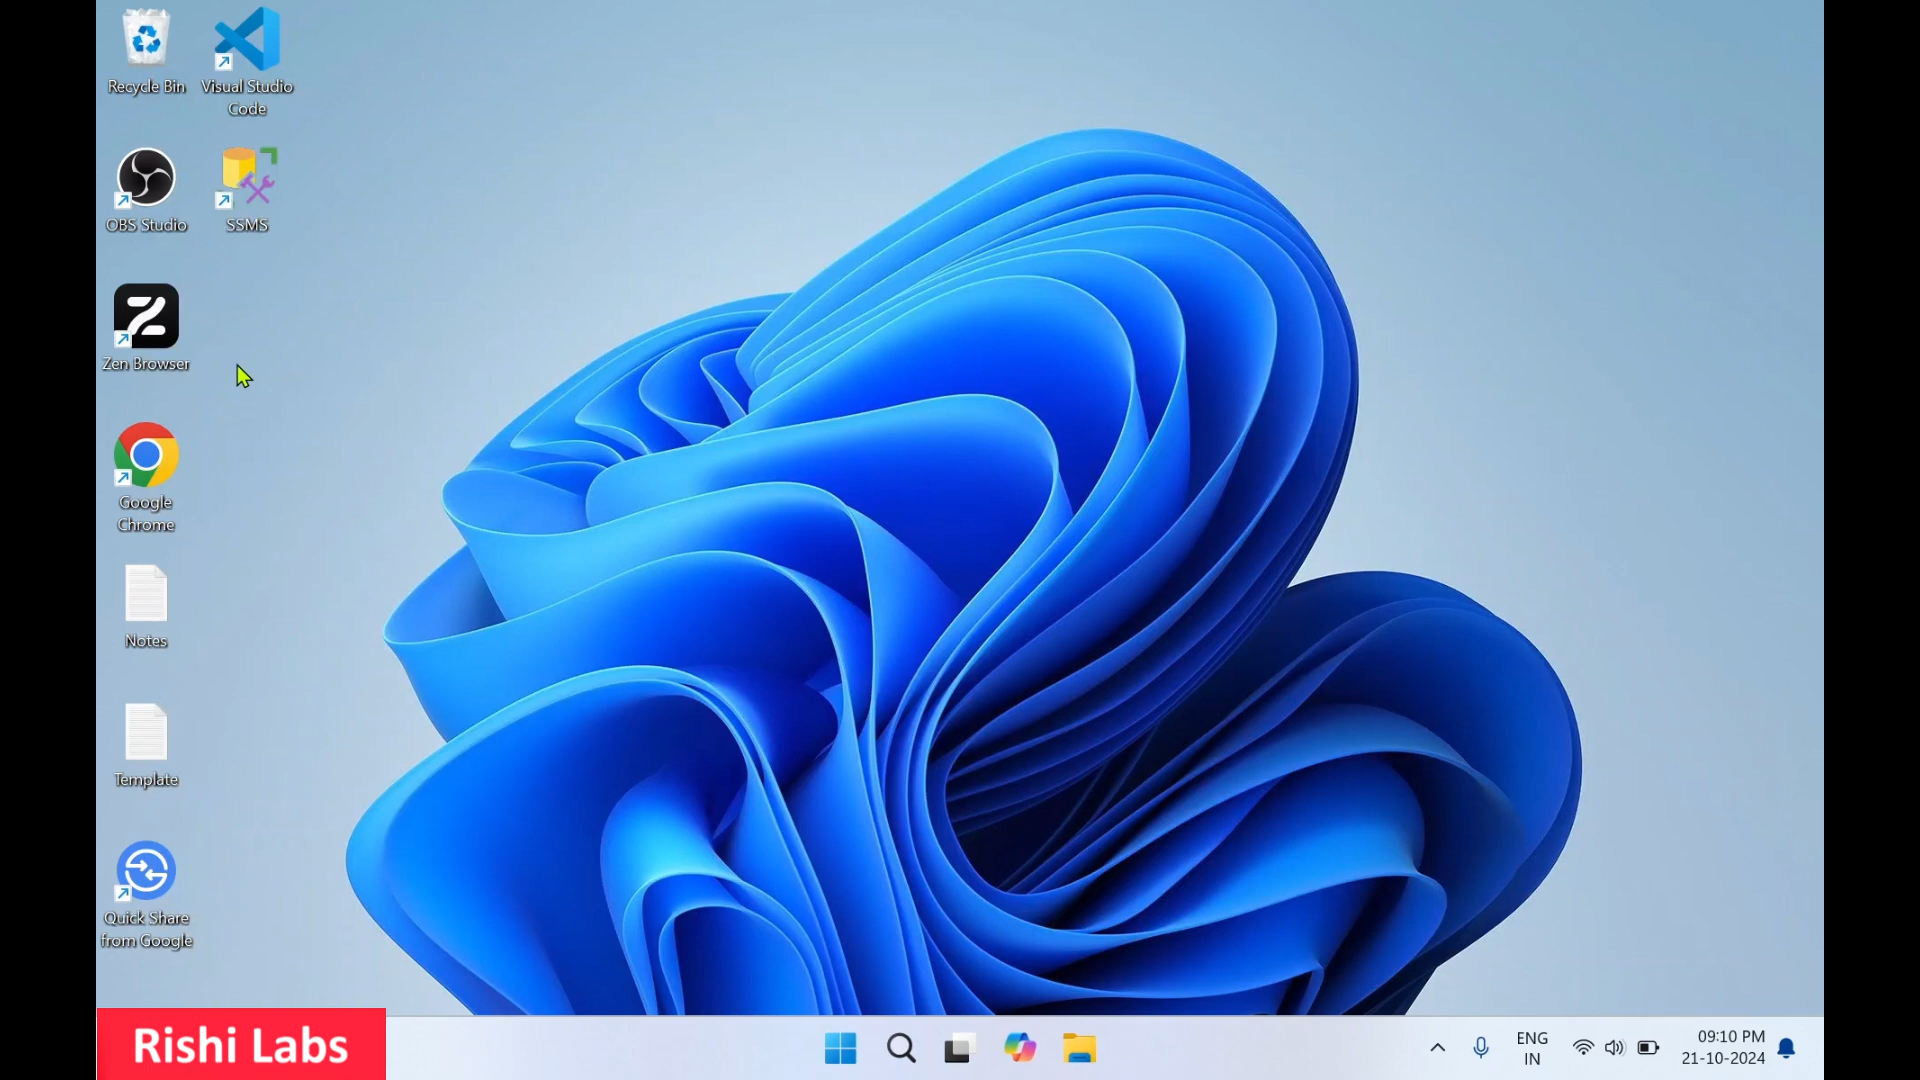 Recycle Bin
Visual Studio
Code
OBS Studio
SSMS
Zen Browser
Google
Chrome
Notes
Template
Quick Share
from Google
Rishi Labs
ENG
IN
09:10 PM
21-10-2024